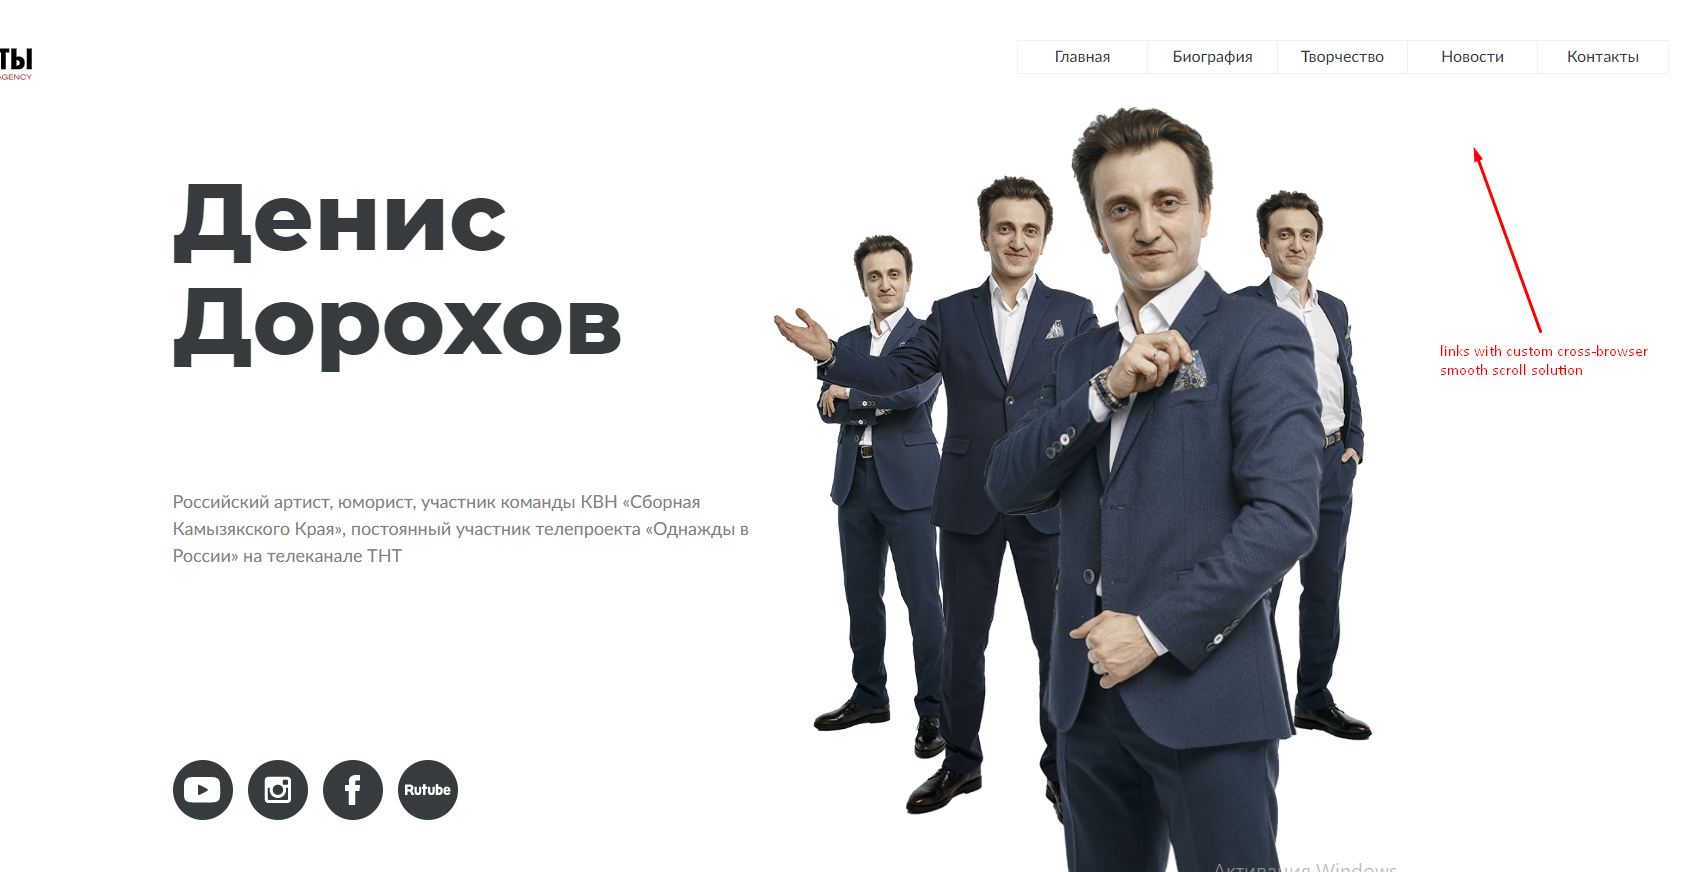 ТЫ
AGENCY
Главная Биография Творчество Новости Контакты
Денис
Дорохов
links with custom cross-browser
smooth scroll solution
Российский артист, юморист, участник команды КВН «Сборная
Камызякского Края», постоянный участник телепроекта «Однажды в
России» на телеканале ТНТ
Rutube
Активация Windows